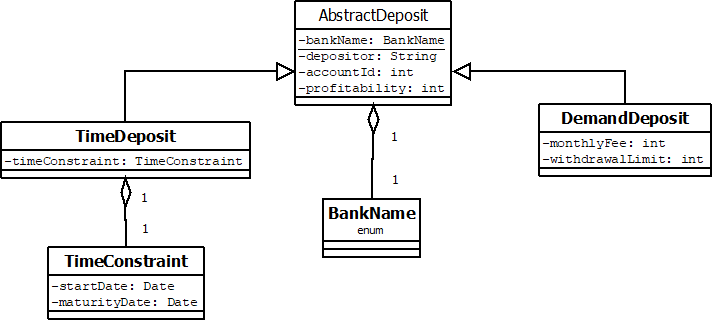 AbstractDeposit
-bankName: BankName
-depositor: String
-accountId: int
-profitability: int
TimeDeposit
-timeConstraint: TimeConstraint
DemandDeposit
-monthlyFee: int
-withdrawalLimit: int
1
1
BankName
enum
1
1
TimeConstraint
-startDate: Date
-maturityDate: Date